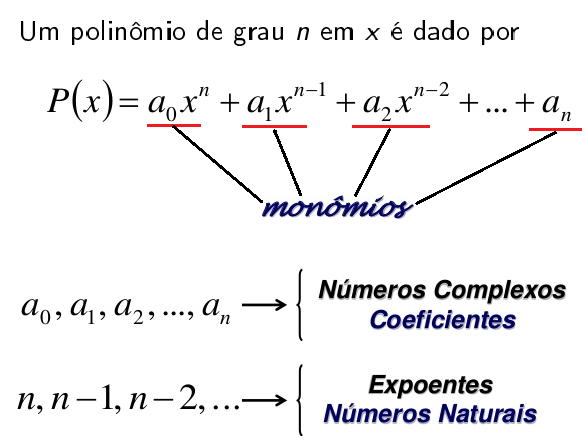 Um polinômio de grau n em x é dado por
P(x) = a₀xⁿ + a₁xⁿ⁻¹ + a₂xⁿ⁻² + ... + aₙ
monômios
a₀, a₁, a₂, ..., aₙ → { Números Complexos
Coeficientes
n, n − 1, n − 2, ... → { Expoentes
Números Naturais